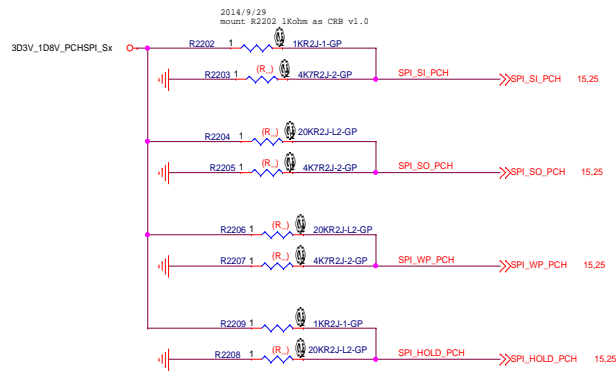 2014/9/29
mount R2202 1Kohm as CRB v1.0
3D3V_1D8V_PCHSPI_Sx
R2202 1 1KR2J-1-GP
R2203 1 (R_) 4K7R2J-2-GP SPI_SI_PCH SPI_SI_PCH 15,25
R2204 1 (R_) 20KR2J-L2-GP
R2205 1 (R_) 4K7R2J-2-GP SPI_SO_PCH SPI_SO_PCH 15,25
R2206 1 (R_) 20KR2J-L2-GP
R2207 1 (R_) 4K7R2J-2-GP SPI_WP_PCH SPI_WP_PCH 15,25
R2209 1 1KR2J-1-GP
R2208 1 (R_) 20KR2J-L2-GP SPI_HOLD_PCH SPI_HOLD_PCH 15,25